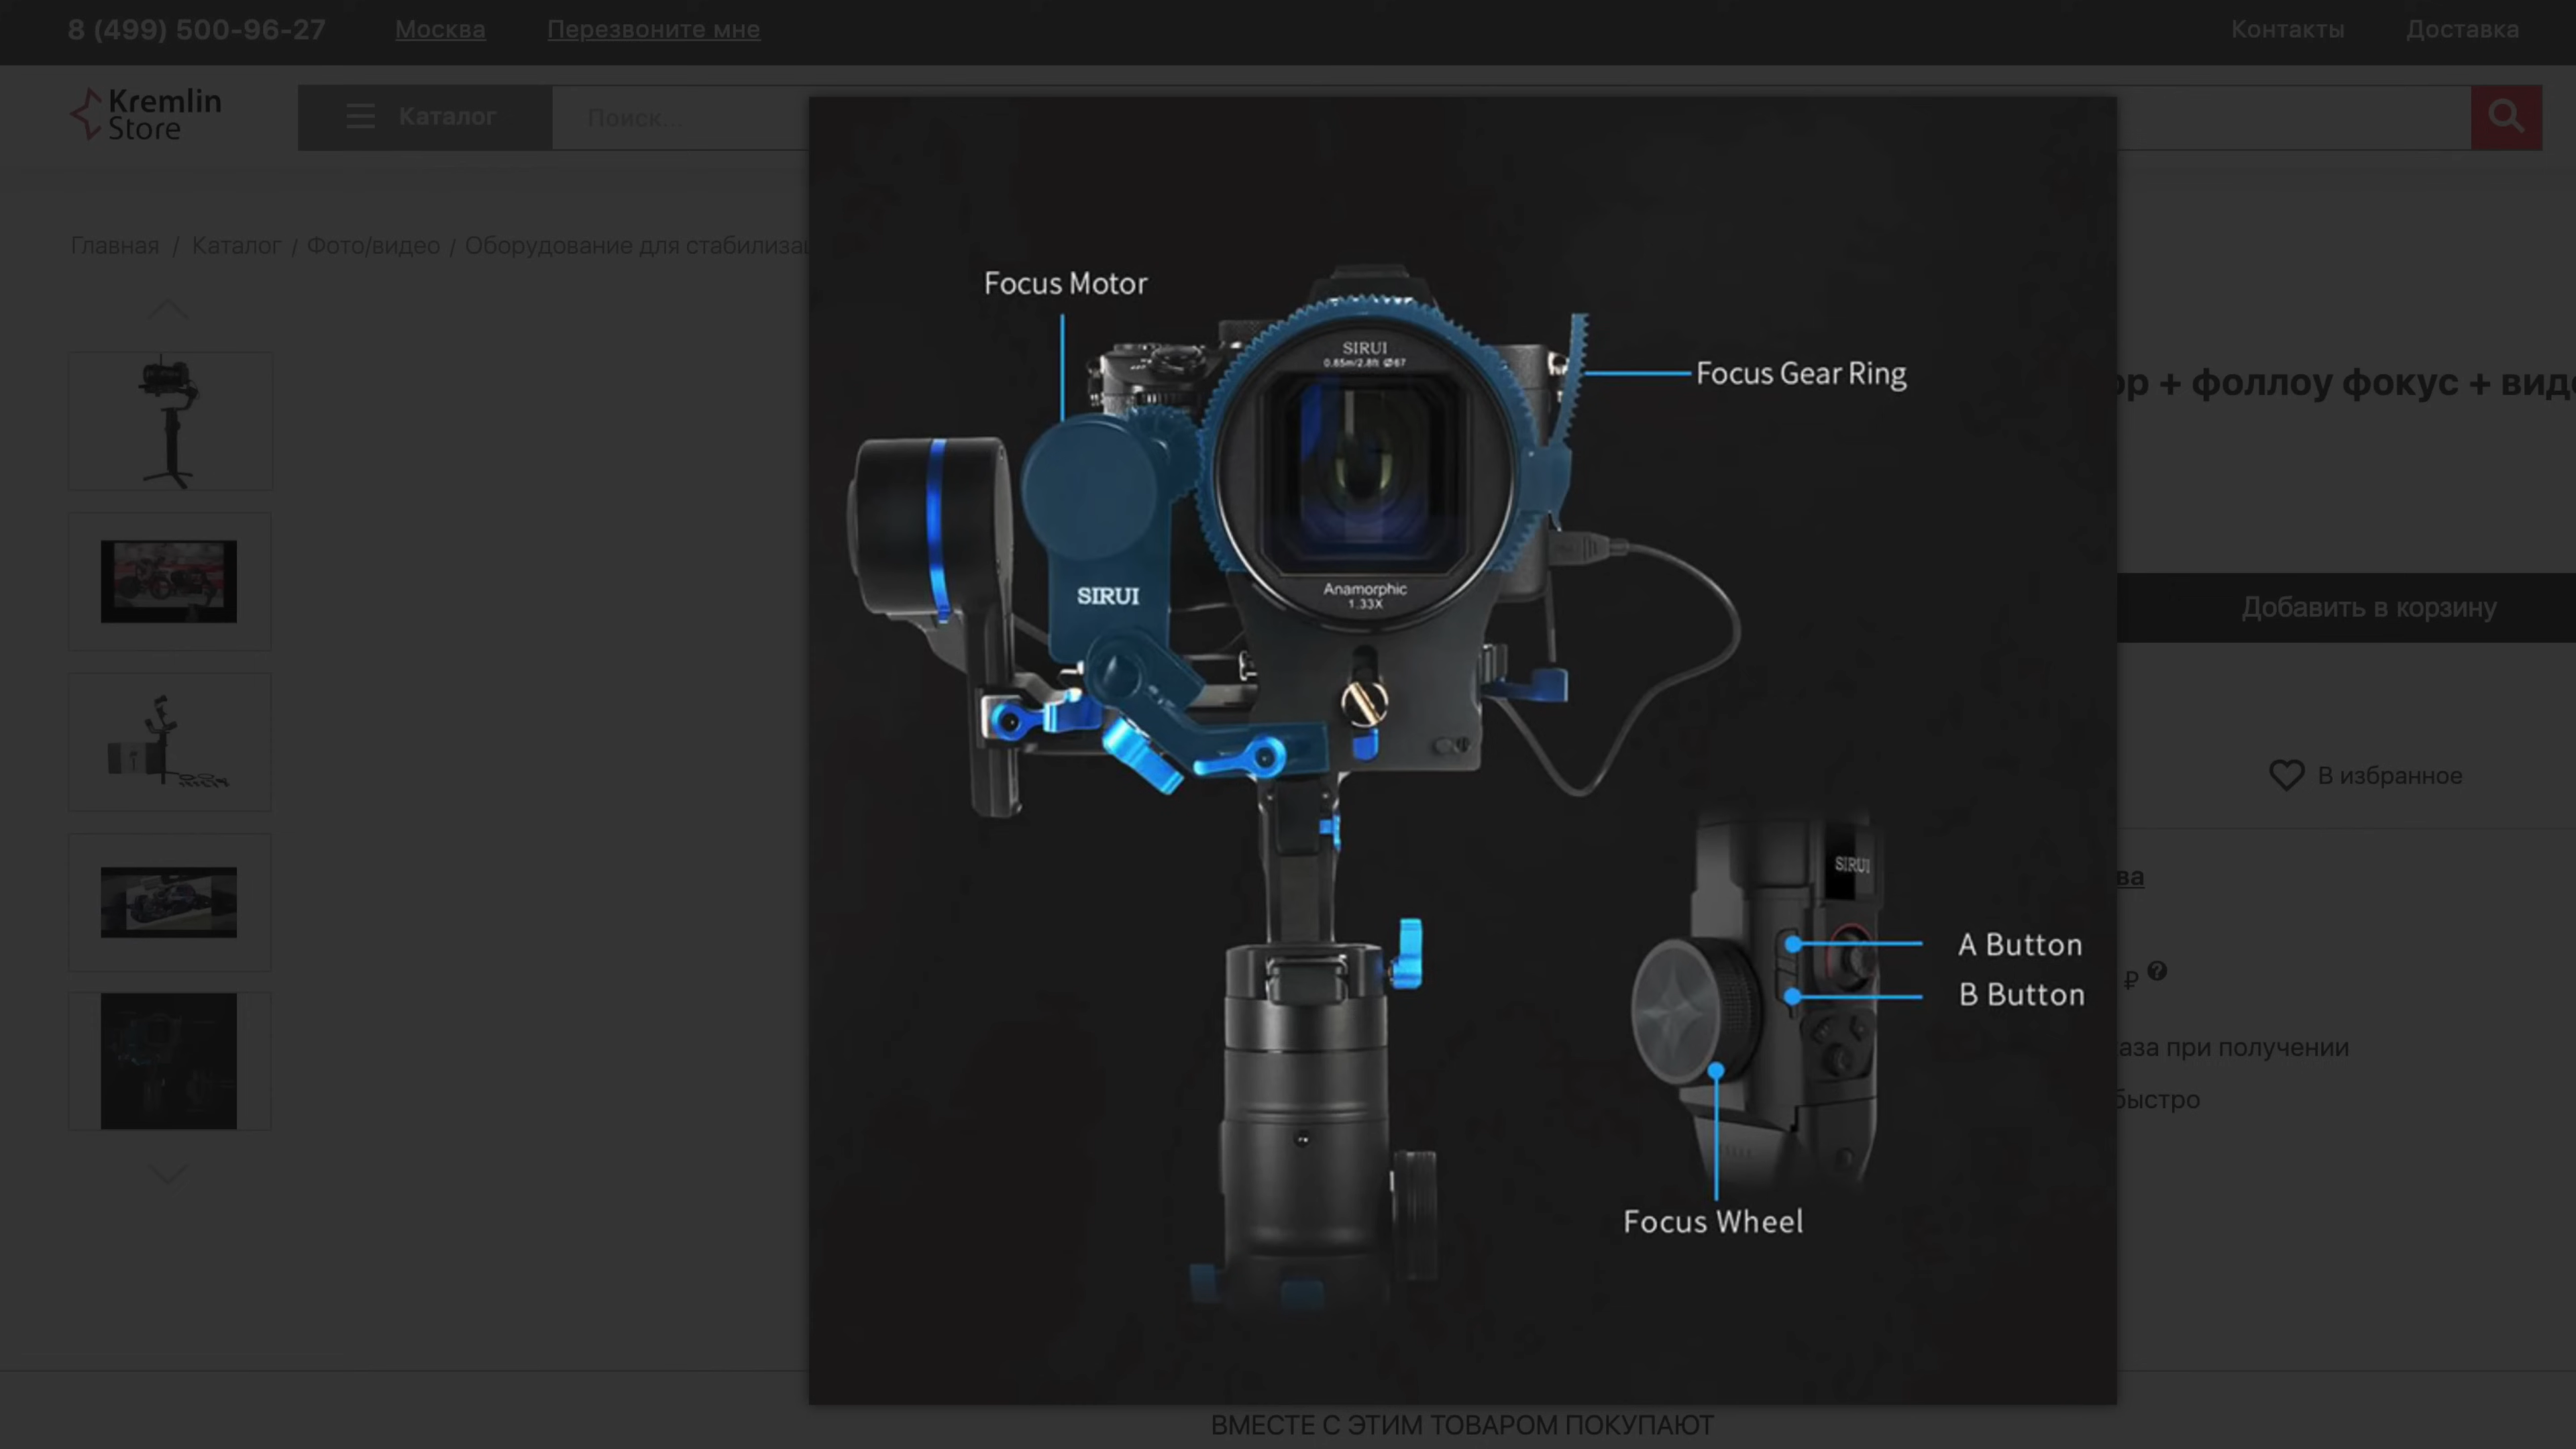 8 (499) 500-96-27 Москва Перезвоните мне Контакты Доставка
Kremlin
Store
Каталог
Поиск...
Главная / Каталог / Фото/видео / Оборудование для стабилизац
Focus Motor
Focus Gear Ring
SIRUI
0.85m/2.8ft Ø67
Anamorphic
1.33X
SIRUI
ор + фоллоу фокус + вид
Добавить в корзину
В избранное
SIRUI
ва
A Button
B Button
₽
аза при получении
быстро
Focus Wheel
ВМЕСТЕ С ЭТИМ ТОВАРОМ ПОКУПАЮТ